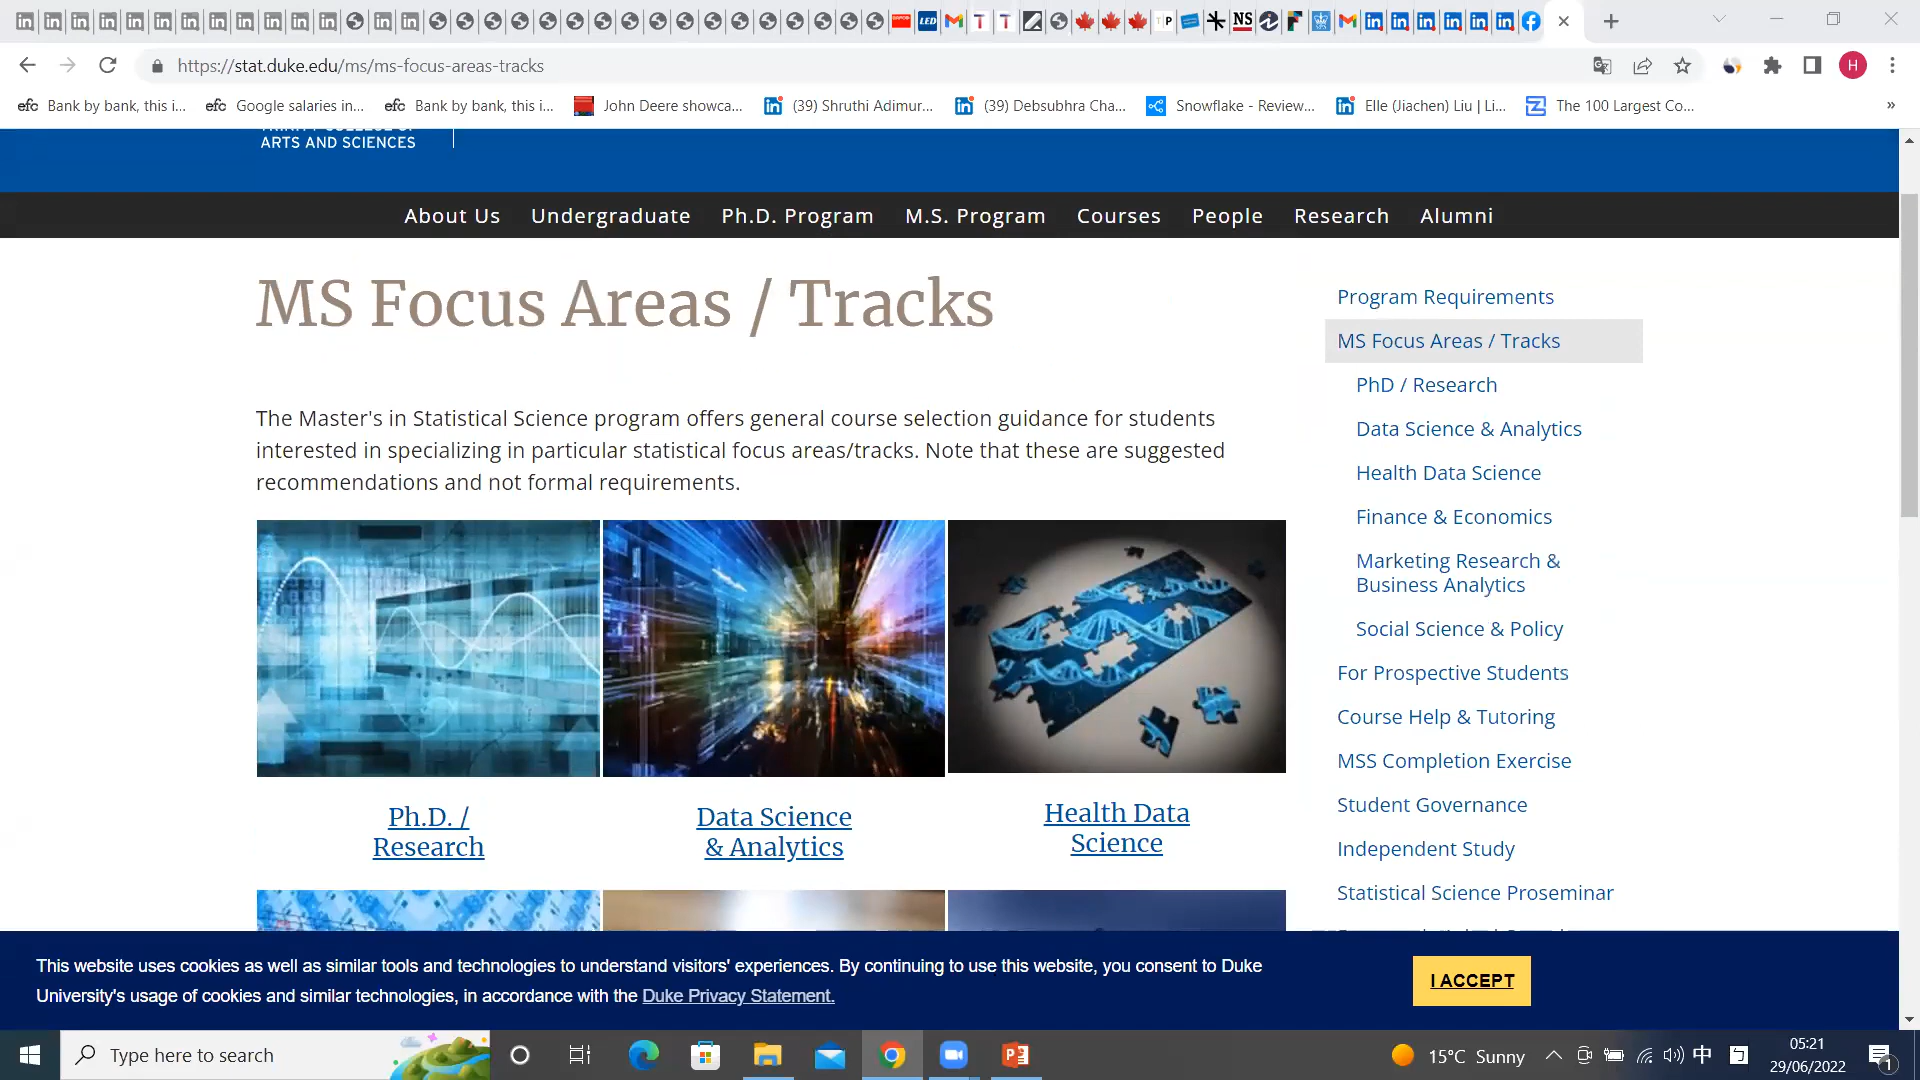 LED
NS
P
https://stat.duke.edu/ms/ms-focus-areas-tracks
H
efc Bank by bank, this i...
efc Google salaries in...
efc Bank by bank, this i...
John Deere showca...
(39) Shruthi Adimur...
(39) Debsubhra Cha...
Snowflake - Review...
Elle (Jiachen) Liu | Li...
The 100 Largest Co...
»
ARTS AND SCIENCES
About Us Undergraduate Ph.D. Program M.S. Program Courses People Research Alumni
MS Focus Areas / Tracks
The Master's in Statistical Science program offers general course selection guidance for students
interested in specializing in particular statistical focus areas/tracks. Note that these are suggested
recommendations and not formal requirements.
Ph.D. /
Research
Data Science
& Analytics
Health Data
Science
Program Requirements
MS Focus Areas / Tracks
PhD / Research
Data Science & Analytics
Health Data Science
Finance & Economics
Marketing Research &
Business Analytics
Social Science & Policy
For Prospective Students
Course Help & Tutoring
MSS Completion Exercise
Student Governance
Independent Study
Statistical Science Proseminar
This website uses cookies as well as similar tools and technologies to understand visitors' experiences. By continuing to use this website, you consent to Duke
University's usage of cookies and similar technologies, in accordance with the Duke Privacy Statement.
I ACCEPT
Type here to search
15°C Sunny
中
05:21
29/06/2022
1